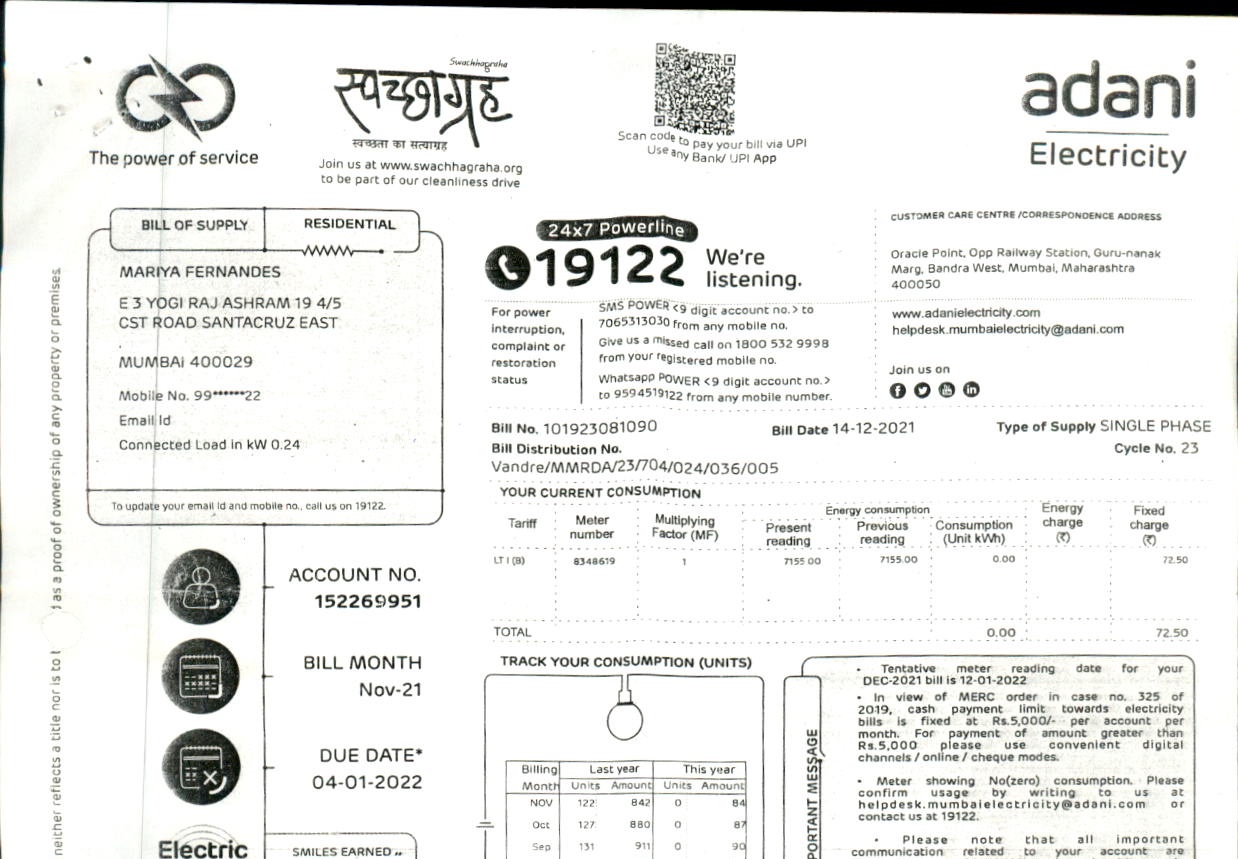 The power of service
Swachhagraha
स्वच्छाग्रह
स्वच्छता का सत्याग्रह
Join us at www.swachhagraha.org
to be part of our cleanliness drive
Scan code to pay your bill via UPI
Use any Bank/ UPI App
adani
Electricity
BILL OF SUPPLY
RESIDENTIAL
MARIYA FERNANDES
E 3 YOGI RAJ ASHRAM 19 4/5
CST ROAD SANTACRUZ EAST
MUMBAI 400029
Mobile No. 99******22
Email Id
Connected Load in kW 0.24
To update your email Id and mobile no., call us on 19122.
24x7 Powerline
19122 We're
listening.
For power
interruption,
complaint or
restoration
status
SMS POWER <9 digit account no.> to
7065313030 from any mobile no.
Give us a missed call on 1800 532 9998
from your registered mobile no.
Whatsapp POWER <9 digit account no.>
to 9594519122 from any mobile number.
CUSTOMER CARE CENTRE /CORRESPONDENCE ADDRESS
Oracle Point, Opp Railway Station, Guru-nanak
Marg, Bandra West, Mumbai, Maharashtra
400050
www.adanielectricity.com
helpdesk.mumbaielectricity@adani.com
Join us on
Bill No. 101923081090
Bill Date 14-12-2021
Type of Supply SINGLE PHASE
Bill Distribution No.
Cycle No. 23
Vandre/MMRDA/23/704/024/036/005
YOUR CURRENT CONSUMPTION
Tariff
Meter
number
Multiplying
Factor (MF)
Energy consumption
Present
reading
Previous
reading
Consumption
(Unit kWh)
Energy
charge
(₹)
Fixed
charge
(₹)
LT I (B) 8348619 1 7155.00 7155.00 0.00 72.50
TOTAL 0.00 72.50
ACCOUNT NO.
152269951
BILL MONTH
Nov-21
DUE DATE*
04-01-2022
Electric
SMILES EARNED
TRACK YOUR CONSUMPTION (UNITS)
Billing
Month
Last year
This year
Units Amount Units Amount
NOV 122 842 0 84
Oct 127 880 0 87
Sep 131 911 0 90
PORTANT MESSAGE
• Tentative meter reading date for your
DEC-2021 bill is 12-01-2022
• In view of MERC order in case no. 325 of
2019, cash payment limit towards electricity
bills is fixed at Rs.5,000/- per account per
month. For payment of amount greater than
Rs.5,000 please use convenient digital
channels / online / cheque modes.
• Meter showing No(zero) consumption. Please
confirm usage by writing to us at
helpdesk.mumbaielectricity@adani.com or
contact us at 19122.
• Please note that all important
communication related to your account are
neither reflects a title nor is to
as a proof of ownership of any property or premises.